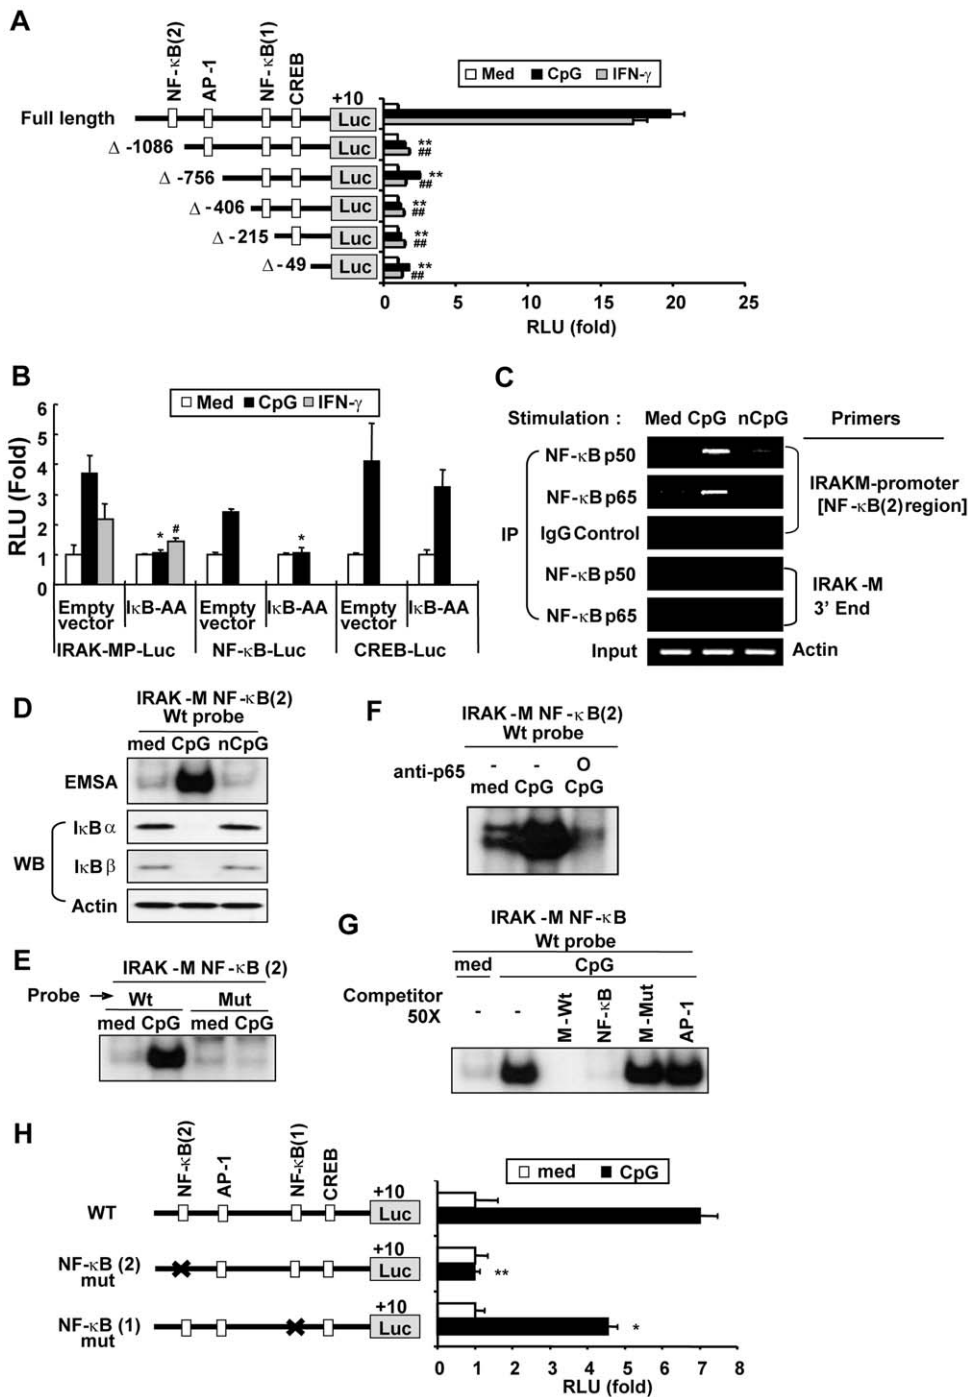 A
NF-κB(2)
AP-1
NF-κB(1)
CREB
Med CpG IFN-γ
+10
Full length Luc
Δ -1086 Luc ** ##
Δ -756 Luc ** ##
Δ -406 Luc ** ##
Δ -215 Luc ** ##
Δ -49 Luc ** ##
0 5 10 15 20 25
RLU (fold)
B
Med CpG IFN-γ
RLU (Fold)
6
5
4
3
2
1
0
* # *
Empty vector IκB-AA Empty vector IκB-AA Empty vector IκB-AA
IRAK-MP-Luc NF-κB-Luc CREB-Luc
C
Stimulation : Med CpG nCpG Primers
IP
NF-κB p50
NF-κB p65
IgG Control
NF-κB p50
NF-κB p65
Input
IRAKM-promoter
[NF-κB(2)region]
IRAK-M
3' End
Actin
D
IRAK-M NF-κB(2)
Wt probe
med CpG nCpG
EMSA
WB
IκB α
IκB β
Actin
E
IRAK-M NF-κB (2)
Probe → Wt Mut
med CpG med CpG
F
IRAK-M NF-κB(2)
Wt probe
anti-p65 - - O
med CpG CpG
G
IRAK-M NF-κB
Wt probe
med CpG
Competitor
50X
- - M-Wt NF-κB M-Mut AP-1
H
NF-κB(2)
AP-1
NF-κB(1)
CREB
med CpG
WT +10 Luc
NF-κB (2)
mut
+10
Luc **
NF-κB (1)
mut
+10
Luc *
0 1 2 3 4 5 6 7 8
RLU (fold)